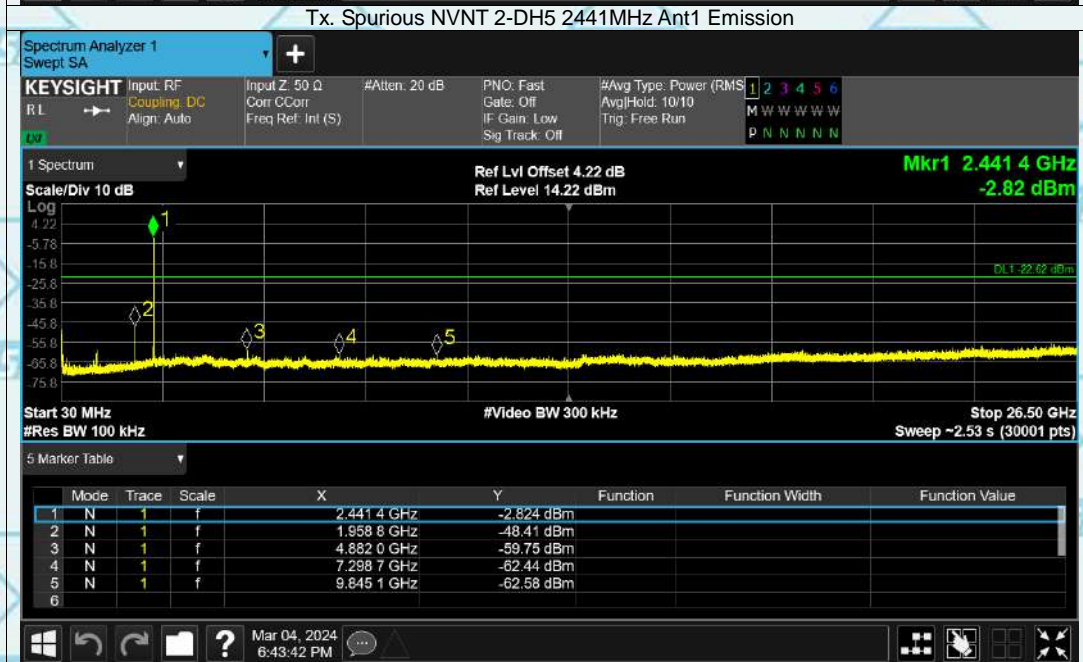 Tx. Spurious NVNT 2-DH5 2441MHz Ant1 Emission
Spectrum Analyzer 1
Swept SA
+
KEYSIGHT Input: RF Input Z: 50 Ω #Atten: 20 dB PNO: Fast #Avg Type: Power (RMS 1 2 3 4 5 6
RL Coupling: DC Corr CCorr Gate: Off Avg|Hold: 10/10 M W W W W W
Align: Auto Freq Ref: Int (S) IF Gain: Low Trig: Free Run
LXI Sig Track: Off P N N N N N
1 Spectrum Ref Lvl Offset 4.22 dB Mkr1 2.441 4 GHz
Scale/Div 10 dB Ref Level 14.22 dBm -2.82 dBm
Log
4.22 1
-5.78
-15.8 DL1 -22.62 dBm
-25.8
-35.8 2
-45.8
-55.8 3 4 5
-65.8
-75.8
Start 30 MHz #Video BW 300 kHz Stop 26.50 GHz
#Res BW 100 kHz Sweep ~2.53 s (30001 pts)
5 Marker Table
Mode Trace Scale X Y Function Function Width Function Value
1 N 1 f 2.441 4 GHz -2.824 dBm
2 N 1 f 1.958 8 GHz -48.41 dBm
3 N 1 f 4.882 0 GHz -59.75 dBm
4 N 1 f 7.298 7 GHz -62.44 dBm
5 N 1 f 9.845 1 GHz -62.58 dBm
6
? Mar 04, 2024
6:43:42 PM